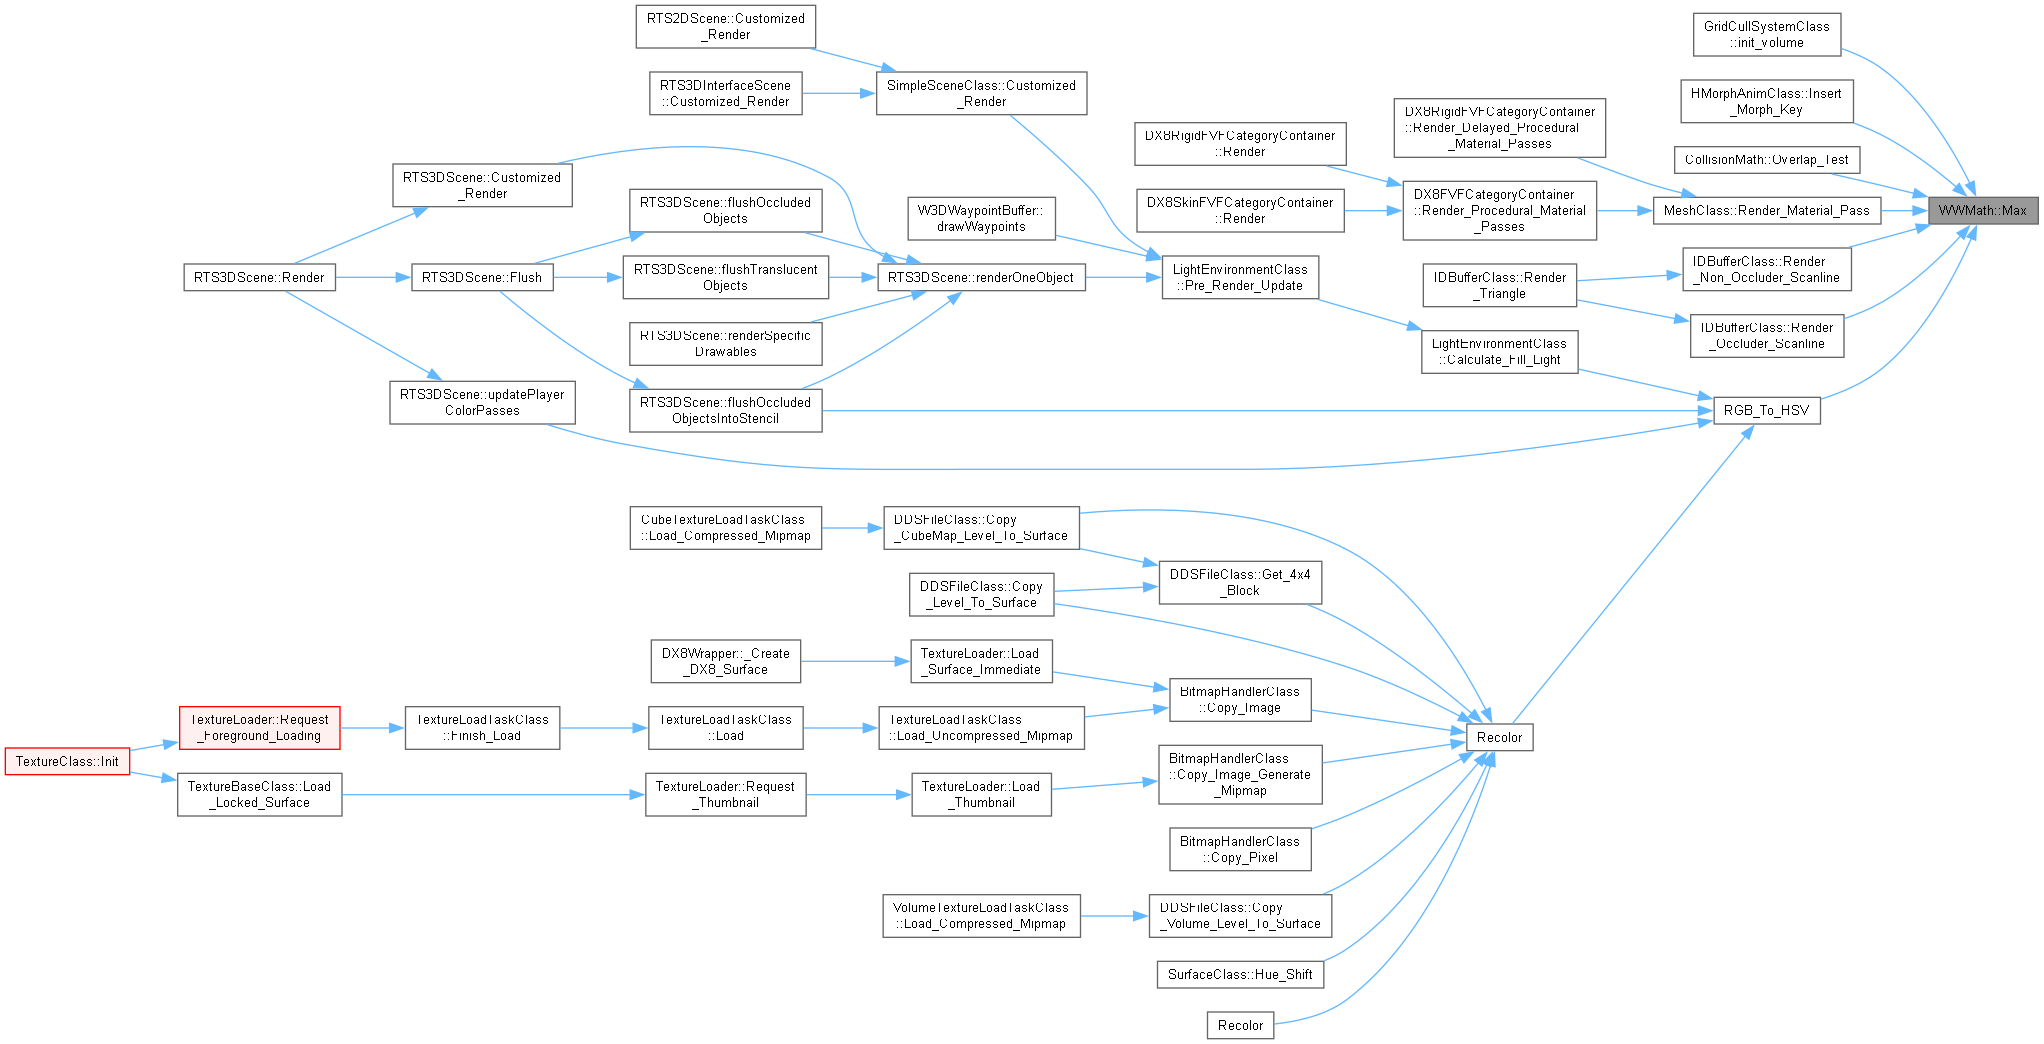 RTS2DScene::Customized
_Render
GridCullSystemClass
::init_volume
RTS3DInterfaceScene
::Customized_Render
SimpleSceneClass::Customized
_Render
HMorphAnimClass::Insert
_Morph_Key
DX8RigidFVFCategoryContainer
::Render_Delayed_Procedural
_Material_Passes
DX8RigidFVFCategoryContainer
::Render
CollisionMath::Overlap_Test
RTS3DScene::Customized
_Render
RTS3DScene::flushOccluded
Objects
W3DWaypointBuffer::
drawWaypoints
DX8SkinFVFCategoryContainer
::Render
DX8FVFCategoryContainer
::Render_Procedural_Material
_Passes
MeshClass::Render_Material_Pass
WWMath::Max
RTS3DScene::Render
RTS3DScene::Flush
RTS3DScene::flushTranslucent
Objects
RTS3DScene::renderOneObject
LightEnvironmentClass
::Pre_Render_Update
IDBufferClass::Render
_Triangle
IDBufferClass::Render
_Non_Occluder_Scanline
RTS3DScene::renderSpecific
Drawables
LightEnvironmentClass
::Calculate_Fill_Light
IDBufferClass::Render
_Occluder_Scanline
RTS3DScene::updatePlayer
ColorPasses
RTS3DScene::flushOccluded
ObjectsIntoStencil
RGB_To_HSV
CubeTextureLoadTaskClass
::Load_Compressed_Mipmap
DDSFileClass::Copy
_CubeMap_Level_To_Surface
DDSFileClass::Copy
_Level_To_Surface
DDSFileClass::Get_4x4
_Block
DX8Wrapper::_Create
_DX8_Surface
TextureLoader::Load
_Surface_Immediate
BitmapHandlerClass
::Copy_Image
TextureLoader::Request
_Foreground_Loading
TextureLoadTaskClass
::Finish_Load
TextureLoadTaskClass
::Load
TextureLoadTaskClass
::Load_Uncompressed_Mipmap
Recolor
TextureClass::Init
TextureBaseClass::Load
_Locked_Surface
TextureLoader::Request
_Thumbnail
TextureLoader::Load
_Thumbnail
BitmapHandlerClass
::Copy_Image_Generate
_Mipmap
BitmapHandlerClass
::Copy_Pixel
VolumeTextureLoadTaskClass
::Load_Compressed_Mipmap
DDSFileClass::Copy
_Volume_Level_To_Surface
SurfaceClass::Hue_Shift
Recolor